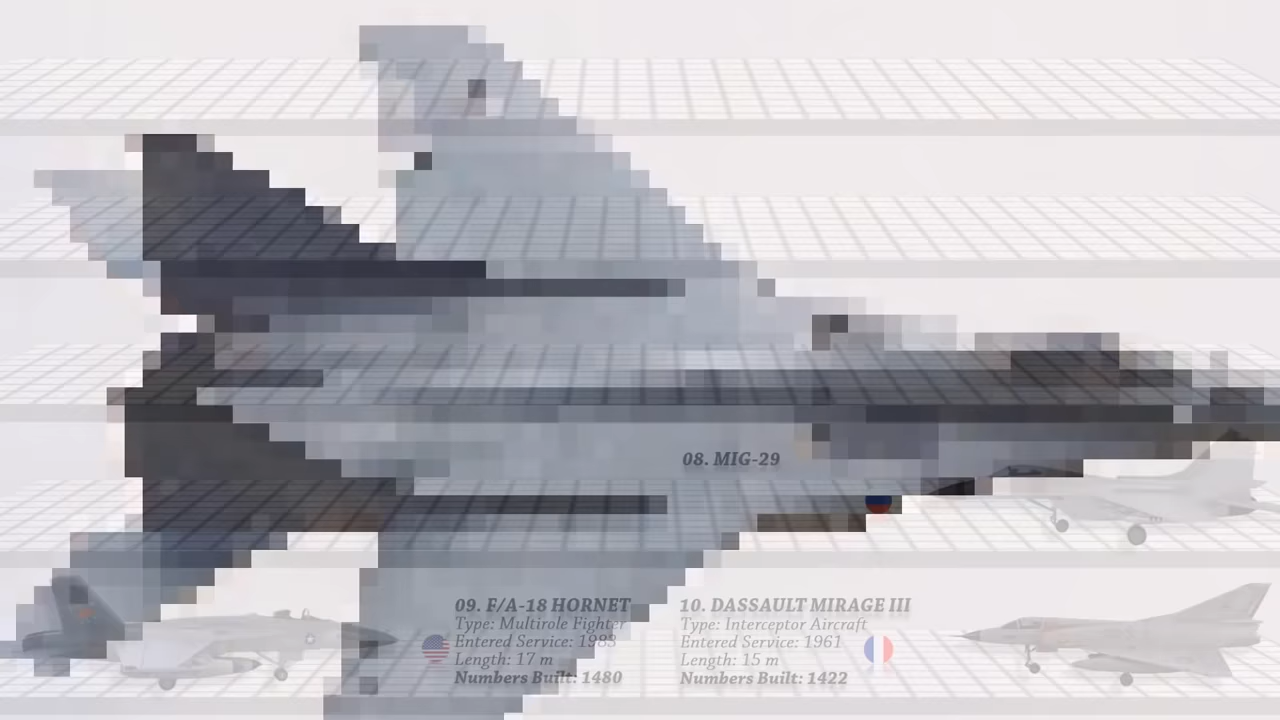 08. MIG-29
09. F/A-18 HORNET
Type: Multirole Fighter
Entered Service: 1983
Length: 17 m
Numbers Built: 1480
10. DASSAULT MIRAGE III
Type: Interceptor Aircraft
Entered Service: 1961
Length: 15 m
Numbers Built: 1422